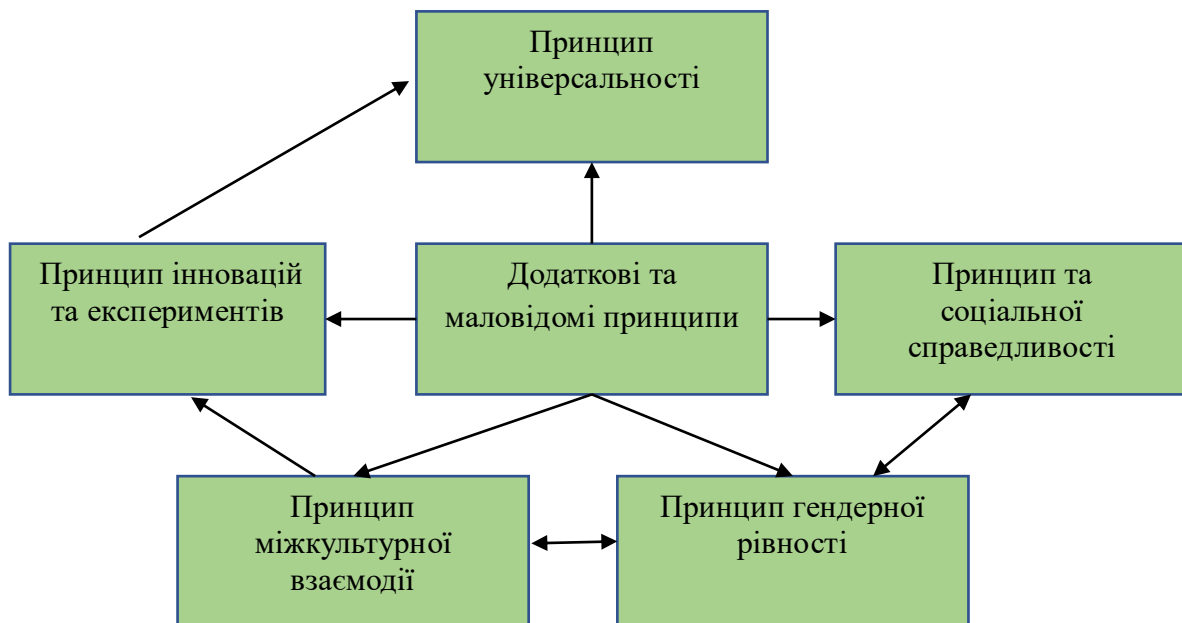 Принцип
універсальності
Принцип інновацій
та експериментів
Додаткові та
маловідомі принципи
Принцип та
соціальної
справедливості
Принцип
міжкультурної
взаємодії
Принцип гендерної
рівності